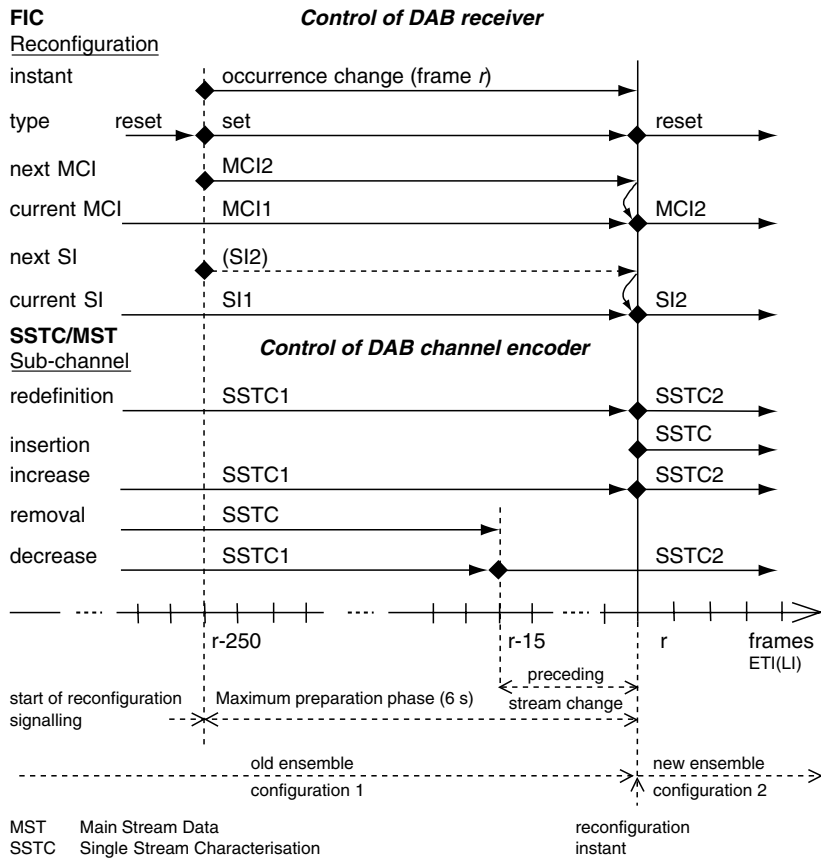 FIC Control of DAB receiver
Reconfiguration
instant occurrence change (frame r)
type reset set reset
next MCI MCI2
current MCI MCI1 MCI2
next SI (SI2)
current SI SI1 SI2
SSTC/MST Control of DAB channel encoder
Sub-channel
redefinition SSTC1 SSTC2
insertion SSTC
increase SSTC1 SSTC2
removal SSTC
decrease SSTC1 SSTC2
r-250 r-15 r frames
ETI(LI)
preceding
start of reconfiguration Maximum preparation phase (6 s)
signalling stream change
old ensemble new ensemble
configuration 1 configuration 2
MST Main Stream Data reconfiguration
SSTC Single Stream Characterisation instant